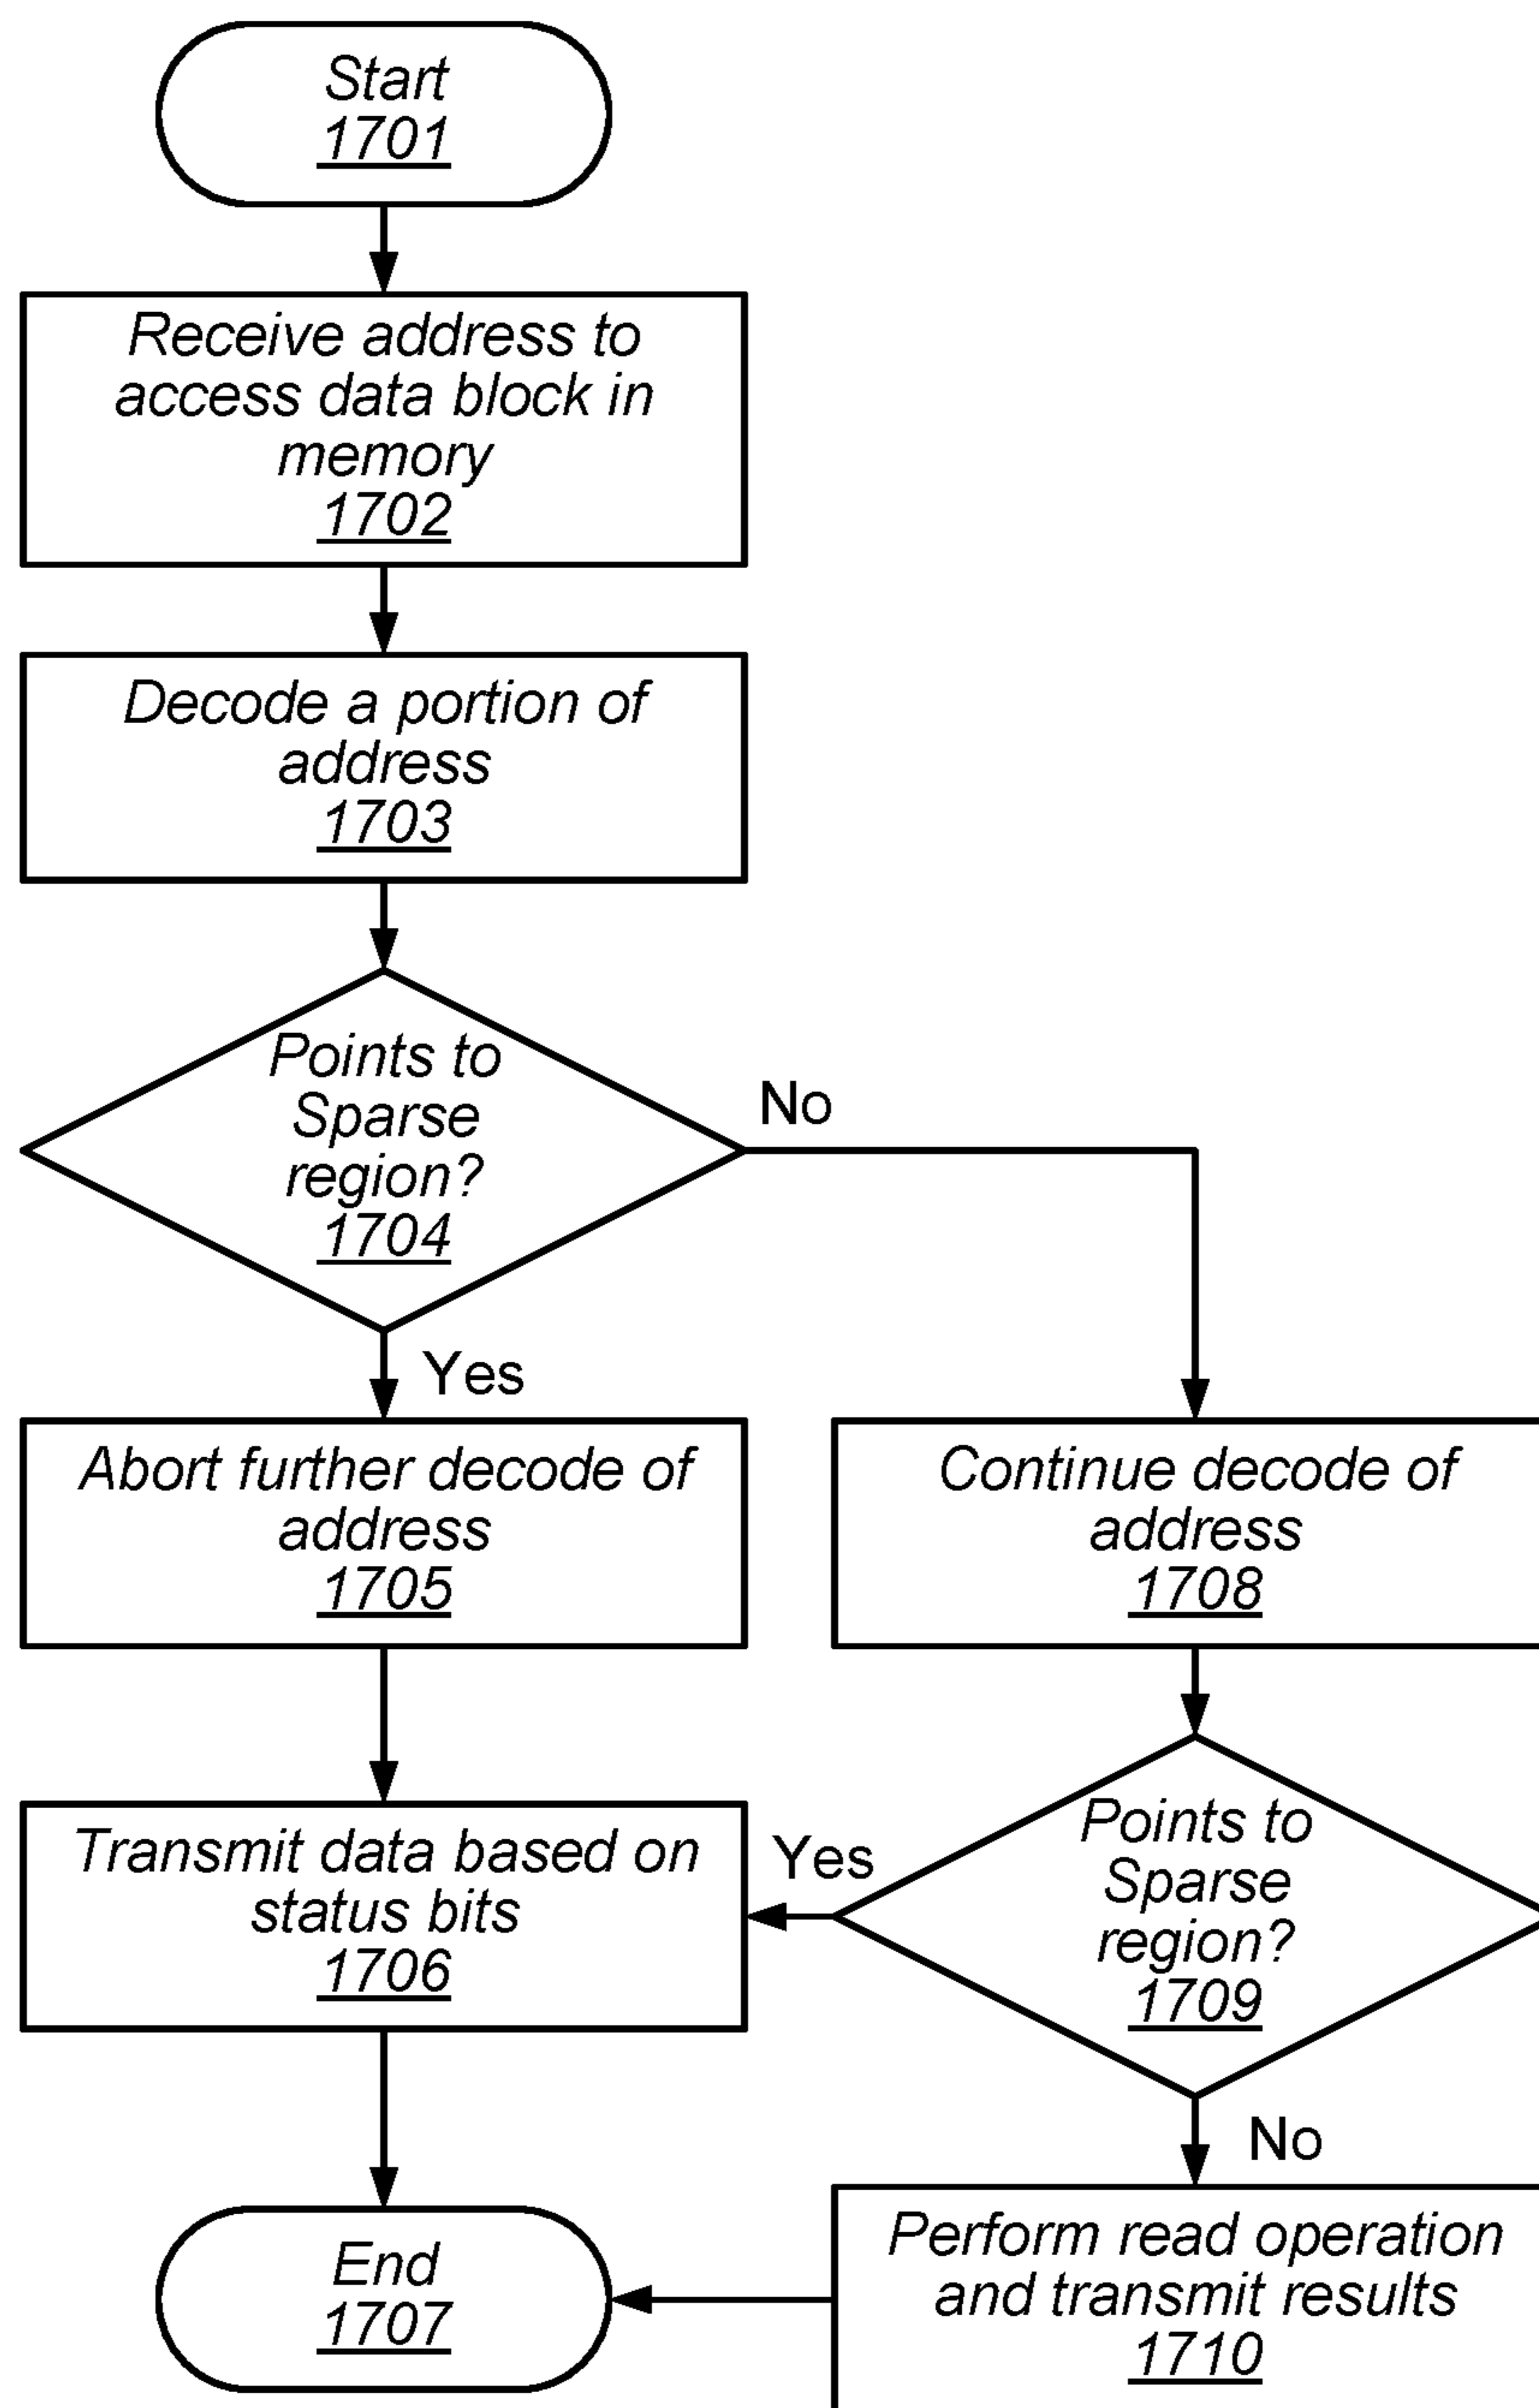 Start
1701
Receive address to
access data block in
memory
1702
Decode a portion of
address
1703
Points to
Sparse
region?
1704
No
Yes
Abort further decode of
address
1705
Continue decode of
address
1708
Transmit data based on
status bits
1706
Yes
Points to
Sparse
region?
1709
No
End
1707
Perform read operation
and transmit results
1710